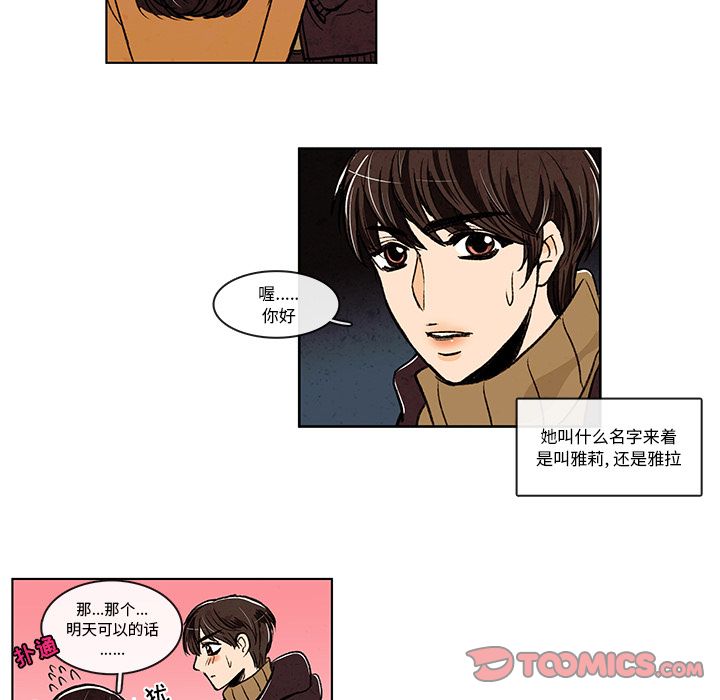 喔.....
你好
她叫什么名字来着
是叫雅莉, 还是雅拉
那...那个...
明天可以的话
......
扑通
犹
TOOMICS.COM